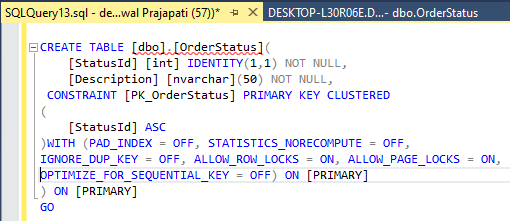 SQLQuery13.sql - de...wal Prajapati (57))*
DESKTOP-L30R06E.D...- dbo.OrderStatus
CREATE TABLE [dbo].[OrderStatus](
[StatusId] [int] IDENTITY(1,1) NOT NULL,
[Description] [nvarchar](50) NOT NULL,
CONSTRAINT [PK_OrderStatus] PRIMARY KEY CLUSTERED
(
[StatusId] ASC
)WITH (PAD_INDEX = OFF, STATISTICS_NORECOMPUTE = OFF,
IGNORE_DUP_KEY = OFF, ALLOW_ROW_LOCKS = ON, ALLOW_PAGE_LOCKS = ON,
OPTIMIZE_FOR_SEQUENTIAL_KEY = OFF) ON [PRIMARY]
) ON [PRIMARY]
GO